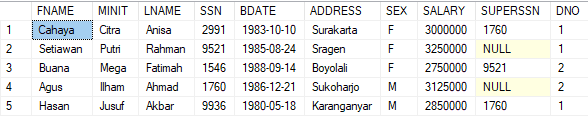 FNAME MINIT LNAME SSN BDATE ADDRESS SEX SALARY SUPERSSN DNO
1 Cahaya Citra Anisa 2991 1983-10-10 Surakarta F 3000000 1760 1
2 Setiawan Putri Rahman 9521 1985-08-24 Sragen F 3250000 NULL 1
3 Buana Mega Fatimah 1546 1988-09-14 Boyolali F 2750000 9521 2
4 Agus Ilham Ahmad 1760 1986-12-21 Sukoharjo M 3125000 NULL 2
5 Hasan Jusuf Akbar 9936 1980-05-18 Karanganyar M 2850000 1760 1